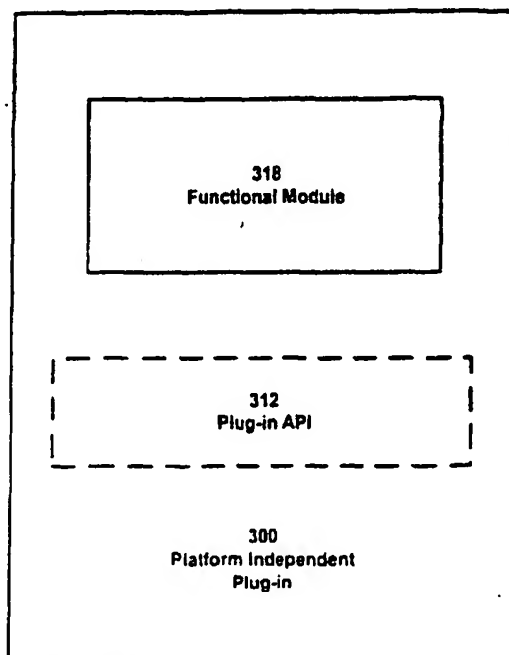 318
Functional Module
312
Plug-in API
300
Platform Independent
Plug-in